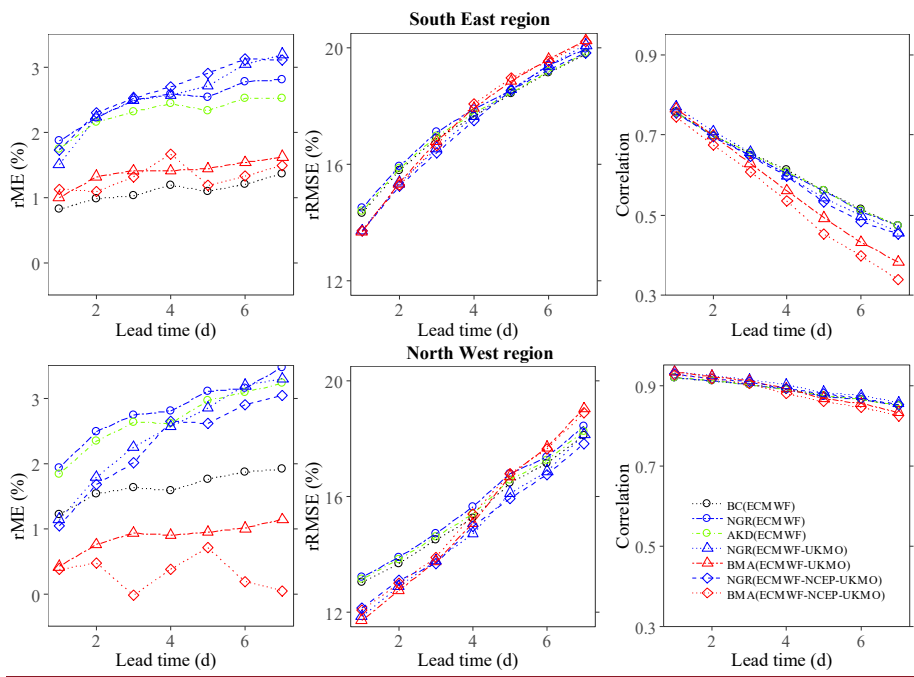 South East region
rME (%)
3
2
1
0
2
4
6
Lead time (d)
rRMSE (%)
20
16
12
2
4
6
Lead time (d)
Correlation
0.9
0.7
0.5
0.3
2
4
6
Lead time (d)
North West region
rME (%)
3
2
1
0
2
4
6
Lead time (d)
rRMSE (%)
20
16
12
2
4
6
Lead time (d)
Correlation
0.9
0.7
0.5
0.3
BC(ECMWF)
NGR(ECMWF)
AKD(ECMWF)
NGR(ECMWF-UKMO)
BMA(ECMWF-UKMO)
NGR(ECMWF-NCEP-UKMO)
BMA(ECMWF-NCEP-UKMO)
2
4
6
Lead time (d)